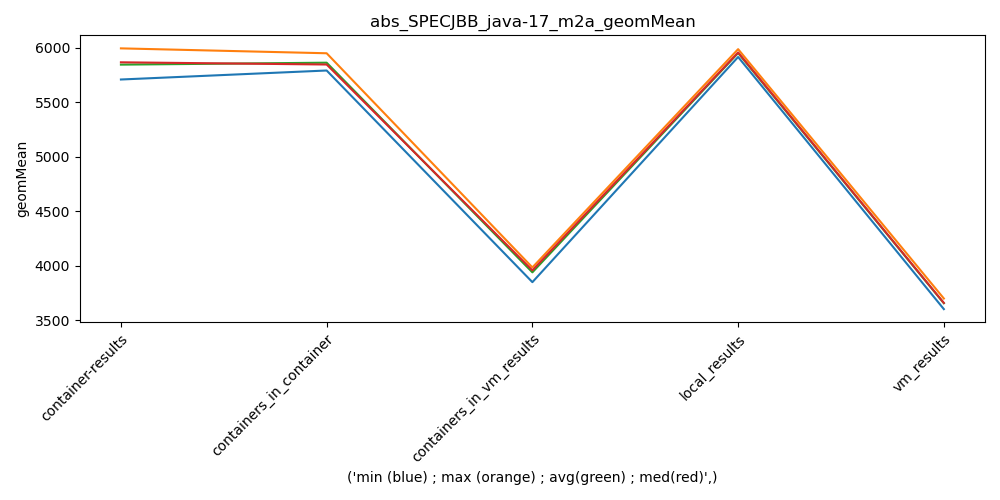 abs_SPECJBB_java-17_m2a_geomMean
geomMean
6000
5500
5000
4500
4000
3500
container-results
containers_in_container
containers_in_vm_results
local_results
vm_results
('min (blue) ; max (orange) ; avg(green) ; med(red)',)